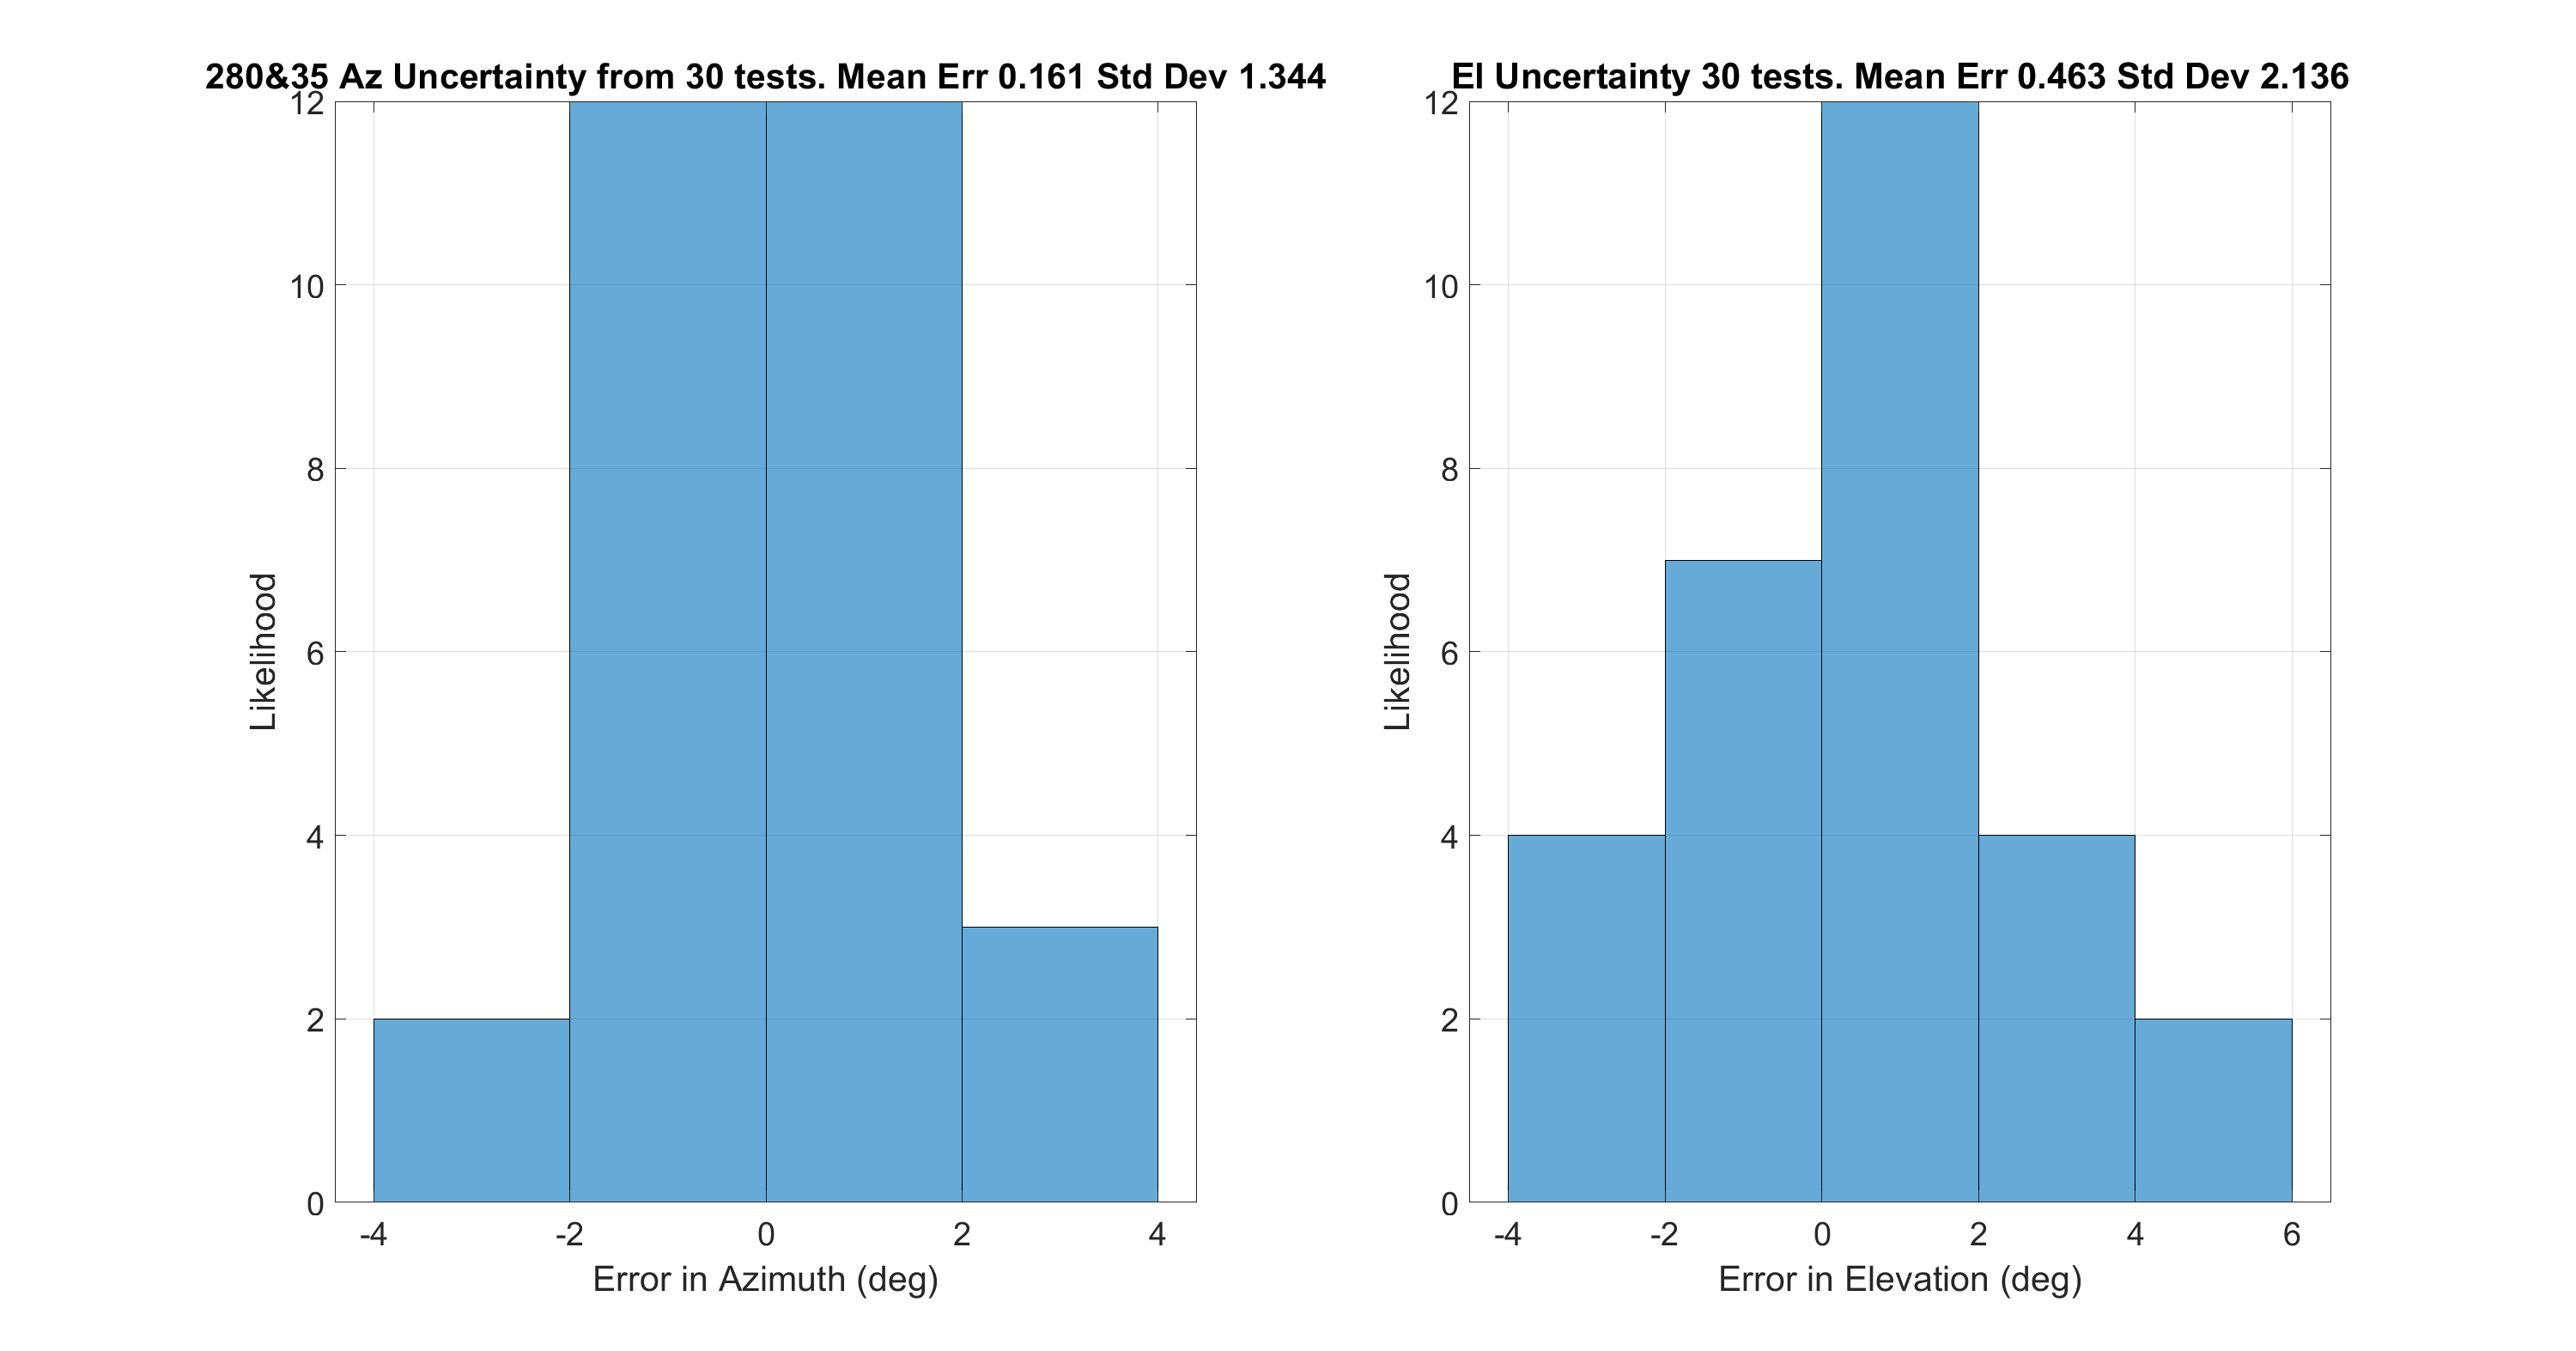 280&35 Az Uncertainty from 30 tests. Mean Err 0.161 Std Dev 1.344
12
10
8
6
4
2
0
Likelihood
-4 -2 0 2 4
Error in Azimuth (deg)
El Uncertainty 30 tests. Mean Err 0.463 Std Dev 2.136
12
10
8
6
4
2
0
Likelihood
-4 -2 0 2 4 6
Error in Elevation (deg)